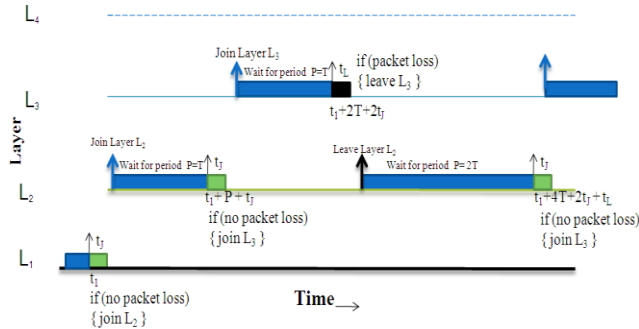 L4
Join Layer L3
Wait for period P=T
tL
if (packet loss)
{ leave L3 }
L3
t1+2T+2tJ
Layer
Join Layer L2
Wait for period P=T
tJ
Leave Layer L2
Wait for period P= 2T
tJ
L2
t1+ P + tJ
if (no packet loss)
{ join L3 }
t1+4T+2tJ + tL
if (no packet loss)
{ join L3 }
L1
tJ
t1
if (no packet loss)
{ join L2 }
Time